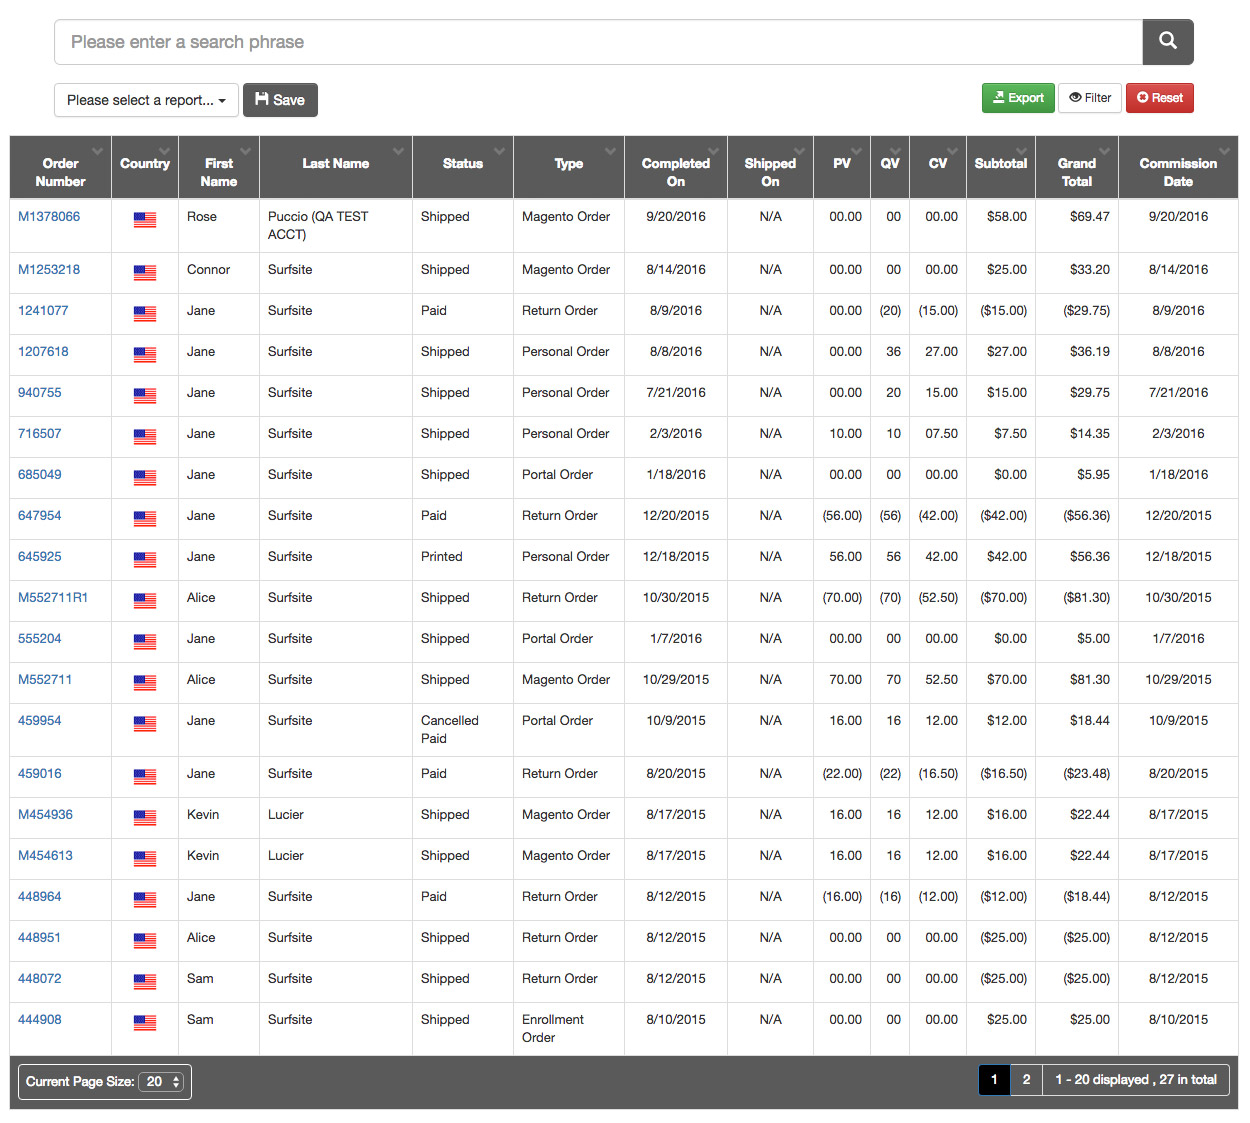 Please enter a search phrase
Please select a report... Save Export Filter Reset
Order Number Country First Name Last Name Status Type Completed On Shipped On PV QV CV Subtotal Grand Total Commission Date
M1378066 Rose Puccio (QA TEST ACCT) Shipped Magento Order 9/20/2016 N/A 00.00 00 00.00 $58.00 $69.47 9/20/2016
M1253218 Connor Surfsite Shipped Magento Order 8/14/2016 N/A 00.00 00 00.00 $25.00 $33.20 8/14/2016
1241077 Jane Surfsite Paid Return Order 8/9/2016 N/A 00.00 (20) (15.00) ($15.00) ($29.75) 8/9/2016
1207618 Jane Surfsite Shipped Personal Order 8/8/2016 N/A 00.00 36 27.00 $27.00 $36.19 8/8/2016
940755 Jane Surfsite Shipped Personal Order 7/21/2016 N/A 00.00 20 15.00 $15.00 $29.75 7/21/2016
716507 Jane Surfsite Shipped Personal Order 2/3/2016 N/A 10.00 10 07.50 $7.50 $14.35 2/3/2016
685049 Jane Surfsite Shipped Portal Order 1/18/2016 N/A 00.00 00 00.00 $0.00 $5.95 1/18/2016
647954 Jane Surfsite Paid Return Order 12/20/2015 N/A (56.00) (56) (42.00) ($42.00) ($56.36) 12/20/2015
645925 Jane Surfsite Printed Personal Order 12/18/2015 N/A 56.00 56 42.00 $42.00 $56.36 12/18/2015
M552711R1 Alice Surfsite Shipped Return Order 10/30/2015 N/A (70.00) (70) (52.50) ($70.00) ($81.30) 10/30/2015
555204 Jane Surfsite Shipped Portal Order 1/7/2016 N/A 00.00 00 00.00 $0.00 $5.00 1/7/2016
M552711 Alice Surfsite Shipped Magento Order 10/29/2015 N/A 70.00 70 52.50 $70.00 $81.30 10/29/2015
459954 Jane Surfsite Cancelled Paid Portal Order 10/9/2015 N/A 16.00 16 12.00 $12.00 $18.44 10/9/2015
459016 Jane Surfsite Paid Return Order 8/20/2015 N/A (22.00) (22) (16.50) ($16.50) ($23.48) 8/20/2015
M454936 Kevin Lucier Shipped Magento Order 8/17/2015 N/A 16.00 16 12.00 $16.00 $22.44 8/17/2015
M454613 Kevin Lucier Shipped Magento Order 8/17/2015 N/A 16.00 16 12.00 $16.00 $22.44 8/17/2015
448964 Jane Surfsite Paid Return Order 8/12/2015 N/A (16.00) (16) (12.00) ($12.00) ($18.44) 8/12/2015
448951 Alice Surfsite Shipped Return Order 8/12/2015 N/A 00.00 00 00.00 ($25.00) ($25.00) 8/12/2015
448072 Sam Surfsite Shipped Return Order 8/12/2015 N/A 00.00 00 00.00 ($25.00) ($25.00) 8/12/2015
444908 Sam Surfsite Shipped Enrollment Order 8/10/2015 N/A 00.00 00 00.00 $25.00 $25.00 8/10/2015
Current Page Size: 20 1 2 1 - 20 displayed , 27 in total